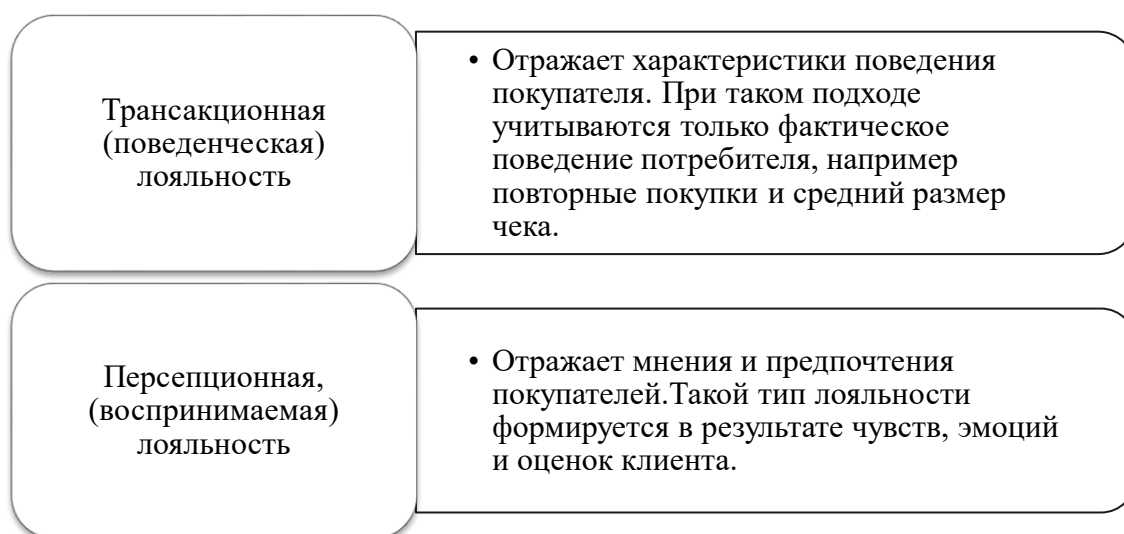 Трансакционная
(поведенческая)
лояльность
• Отражает характеристики поведения
покупателя. При таком подходе
учитываются только фактическое
поведение потребителя, например
повторные покупки и средний размер
чека.
Персепционная,
(воспринимаемая)
лояльность
• Отражает мнения и предпочтения
покупателей.Такой тип лояльности
формируется в результате чувств, эмоций
и оценок клиента.